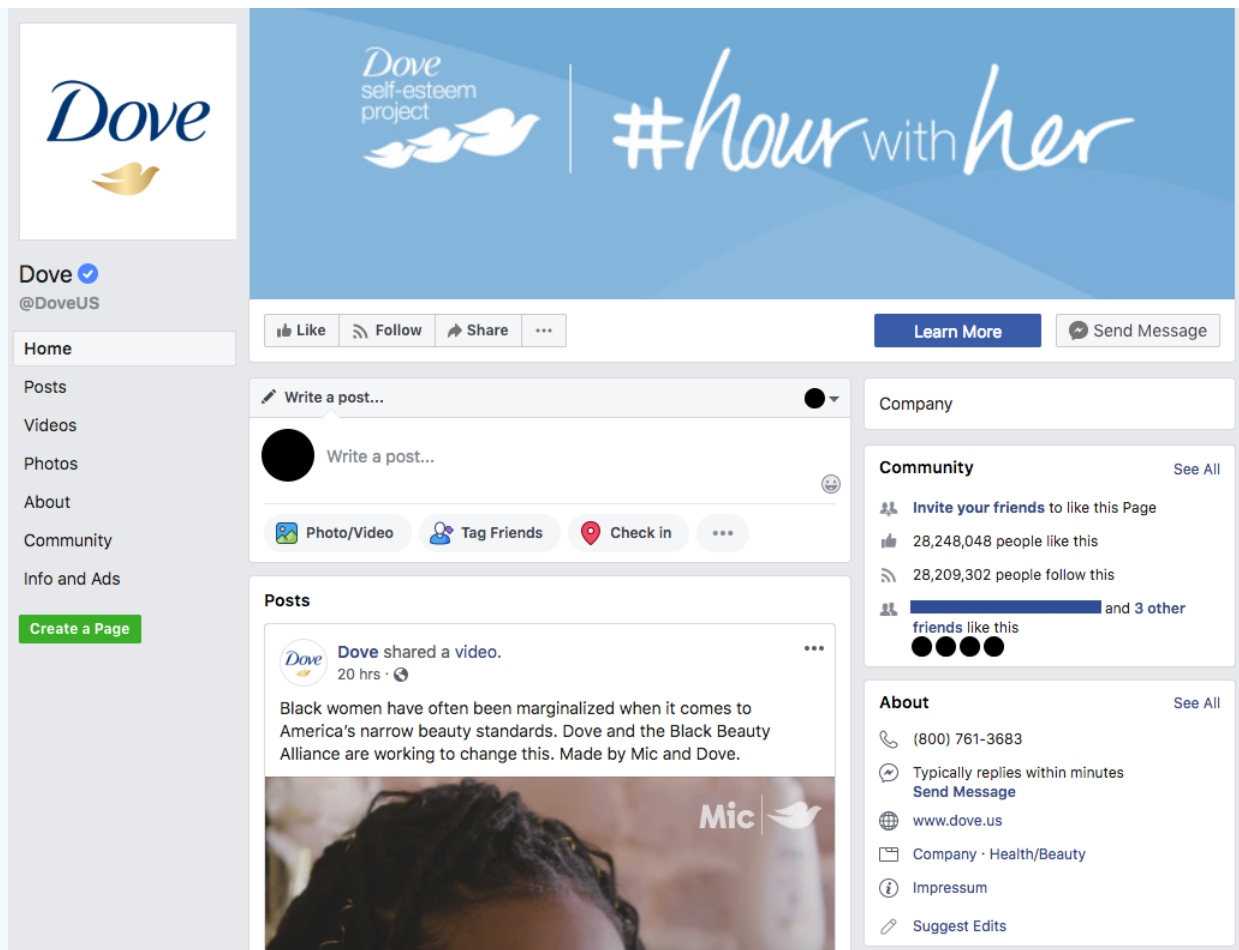 Dove
Dove
@DoveUS
Home
Posts
Videos
Photos
About
Community
Info and Ads
Create a Page
Dove
self-esteem
project
#hour with her
Like
Follow
Share
Learn More
Send Message
Write a post...
Write a post...
Photo/Video
Tag Friends
Check in
Posts
Dove
Dove shared a video.
20 hrs ·
Black women have often been marginalized when it comes to
America's narrow beauty standards. Dove and the Black Beauty
Alliance are working to change this. Made by Mic and Dove.
Mic
Company
Community
See All
Invite your friends to like this Page
28,248,048 people like this
28,209,302 people follow this
and 3 other
friends like this
About
See All
(800) 761-3683
Typically replies within minutes
Send Message
www.dove.us
Company · Health/Beauty
Impressum
Suggest Edits